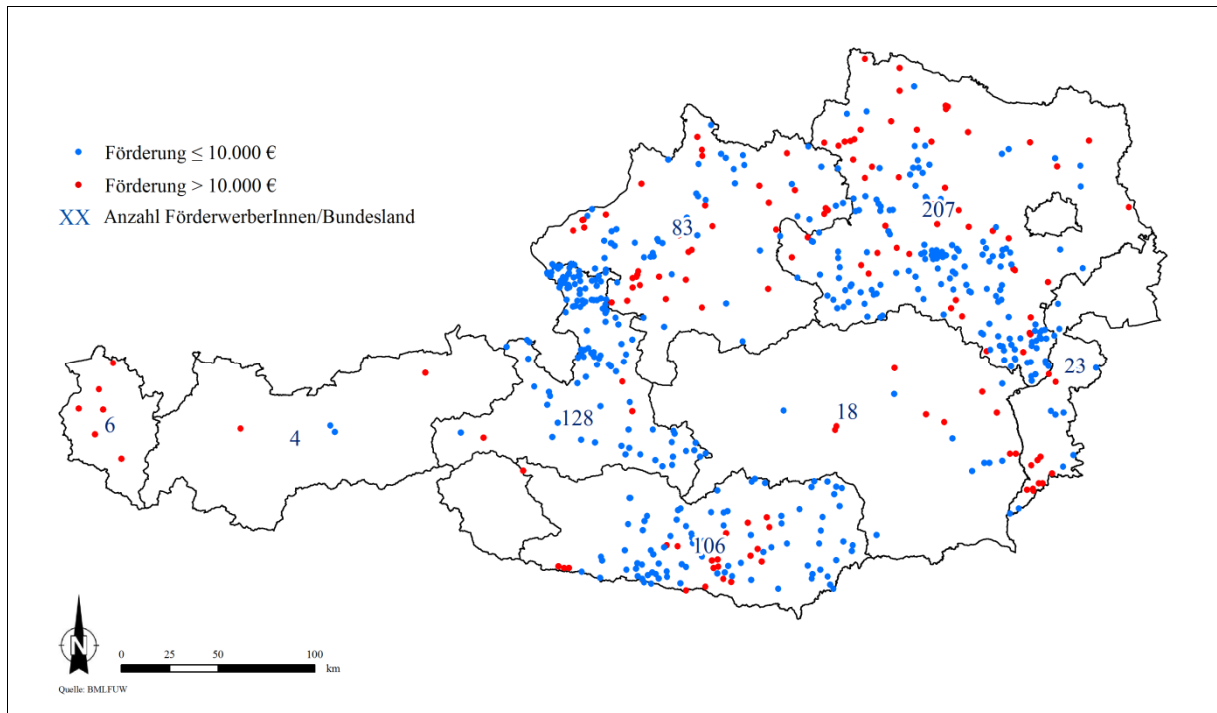 Förderung ≤ 10.000 €
Förderung > 10.000 €
XX Anzahl FörderwerberInnen/Bundesland
207
83
23
6
4
128
18
106
N
0 25 50 100
km
Quelle: BMLFUW